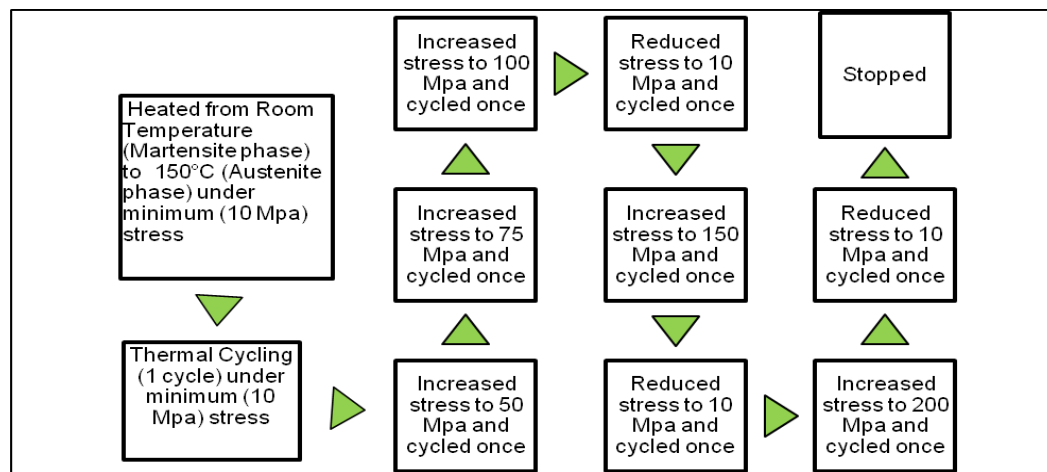 Heated from Room
Temperature
(Martensite phase)
to 150°C (Austenite
phase) under
minimum (10 Mpa)
stress
Thermal Cycling
(1 cycle) under
minimum (10
Mpa) stress
Increased
stress to 50
Mpa and
cycled once
Increased
stress to 75
Mpa and
cycled once
Increased
stress to 100
Mpa and
cycled once
Reduced
stress to 10
Mpa and
cycled once
Increased
stress to 150
Mpa and
cycled once
Reduced
stress to 10
Mpa and
cycled once
Increased
stress to 200
Mpa and
cycled once
Reduced
stress to 10
Mpa and
cycled once
Stopped